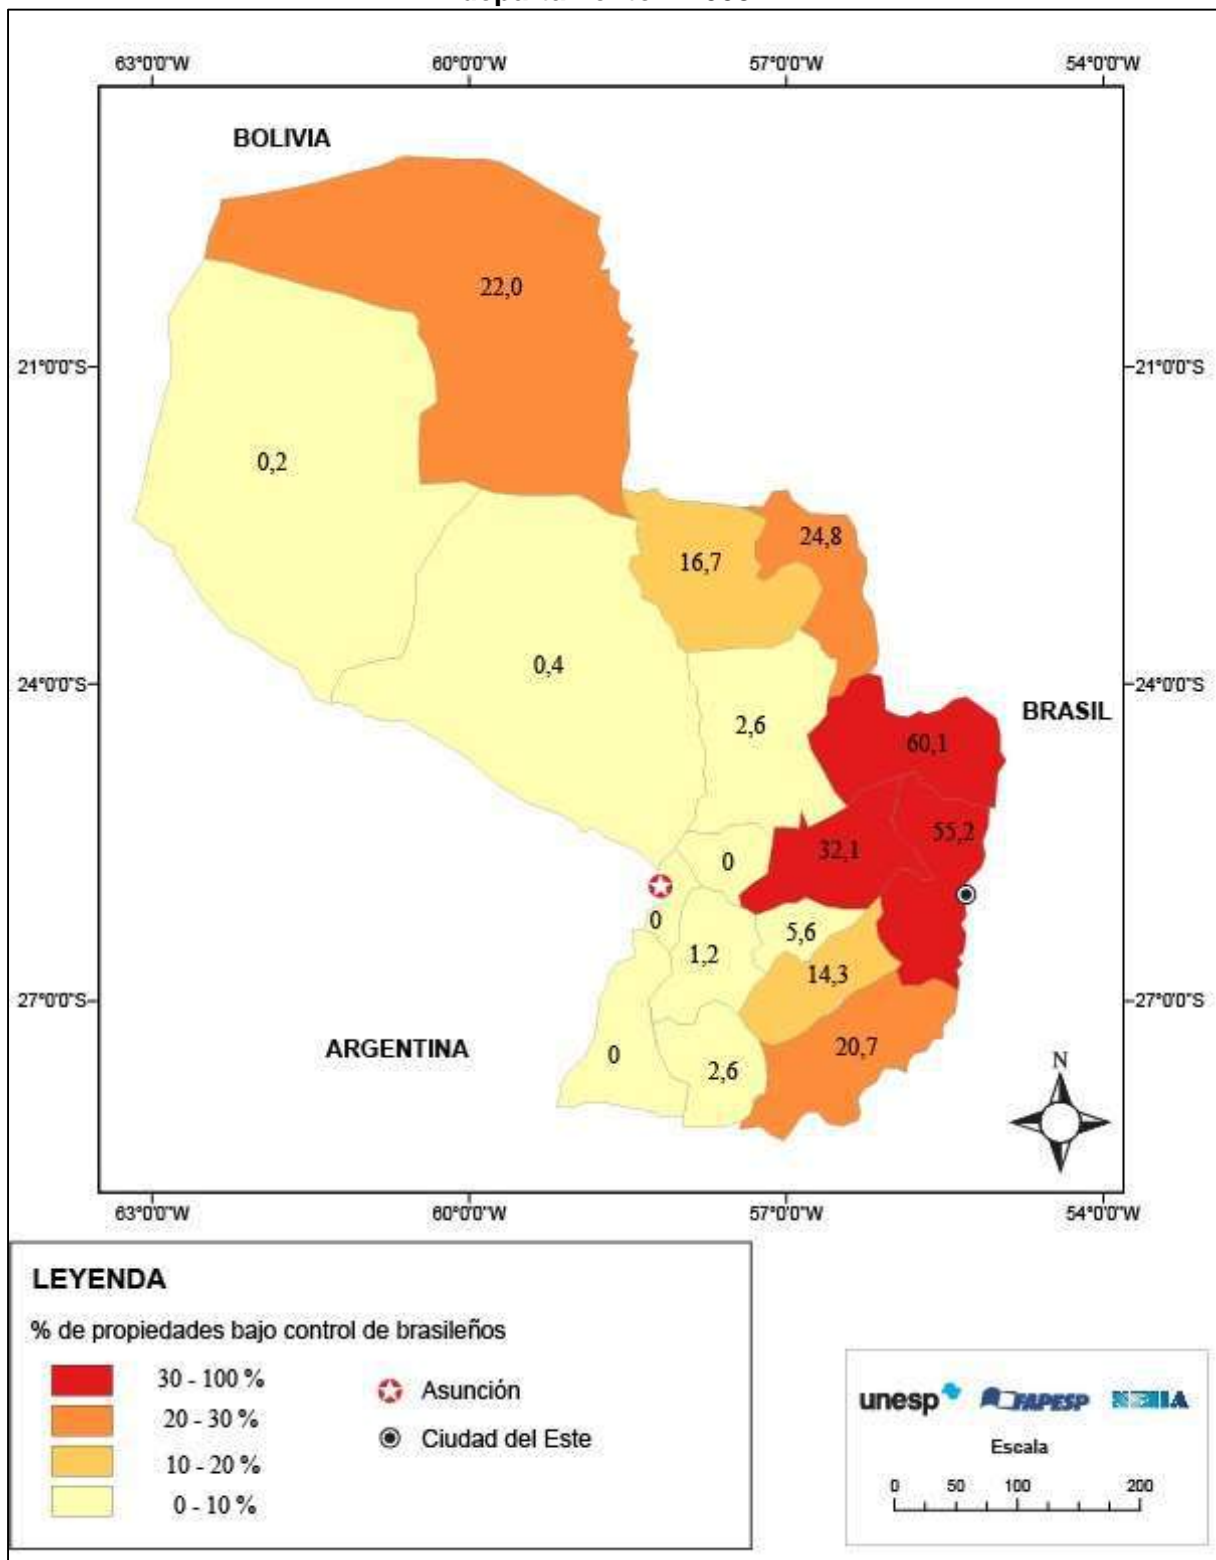 63°0'0"W 60°0'0"W 57°0'0"W 54°0'0"W
BOLIVIA
22,0
21°0'0"S 21°0'0"S
0,2
24,8
16,7
0,4
24°0'0"S 24°0'0"S
BRASIL
2,6
60,1
55,2
32,1
0
0
5,6
1,2
14,3
27°0'0"S 27°0'0"S
ARGENTINA
20,7
0
2,6
N
63°0'0"W 60°0'0"W 57°0'0"W 54°0'0"W
LEYENDA
% de propiedades bajo control de brasileños
30 - 100 %
20 - 30 %
10 - 20 %
0 - 10 %
Asunción
Ciudad del Este
unesp FAPESP NERA
Escala
0 50 100 200